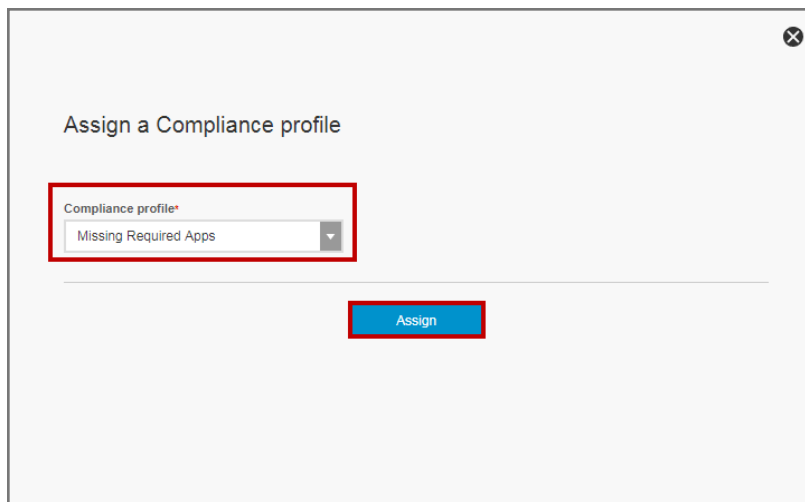 Assign a Compliance profile
Compliance profile*
Missing Required Apps
Assign